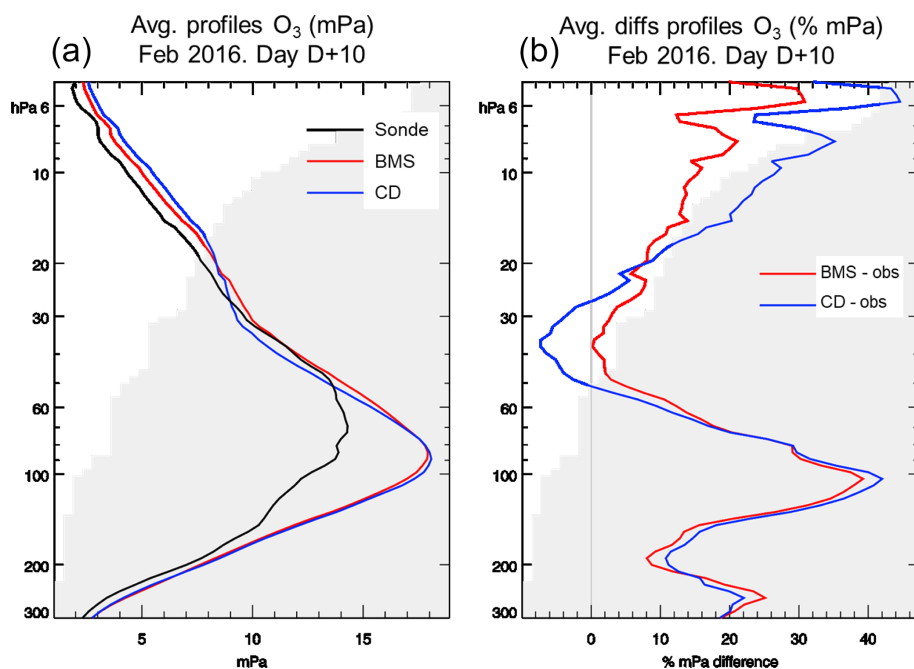 (a)
Avg. profiles O₃ (mPa)
Feb 2016. Day D+10
hPa 6
10
20
30
60
100
200
300
5
10
15
mPa
Sonde
BMS
CD
(b)
Avg. diffs profiles O₃ (% mPa)
Feb 2016. Day D+10
hPa 6
10
20
30
60
100
200
300
0
10
20
30
40
% mPa difference
BMS - obs
CD - obs